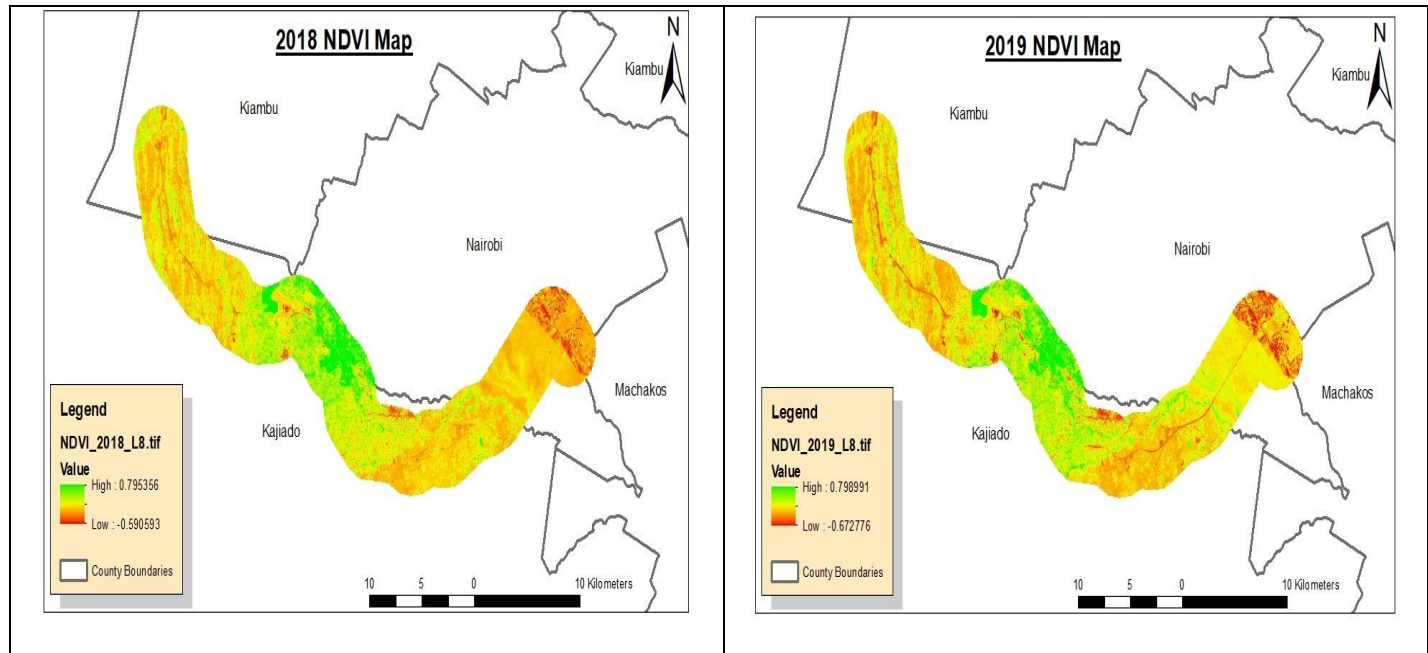 2018 NDVI Map
N
Kiambu
Kiambu
Nairobi
Machakos
Kajiado
Legend
NDVI_2018_L8.tif
Value
High : 0.795356
Low : -0.590593
County Boundaries
10 5 0 10 Kilometers
2019 NDVI Map
N
Kiambu
Kiambu
Nairobi
Machakos
Kajiado
Legend
NDVI_2019_L8.tif
Value
High : 0.798991
Low : -0.672776
County Boundaries
10 5 0 10 Kilometers